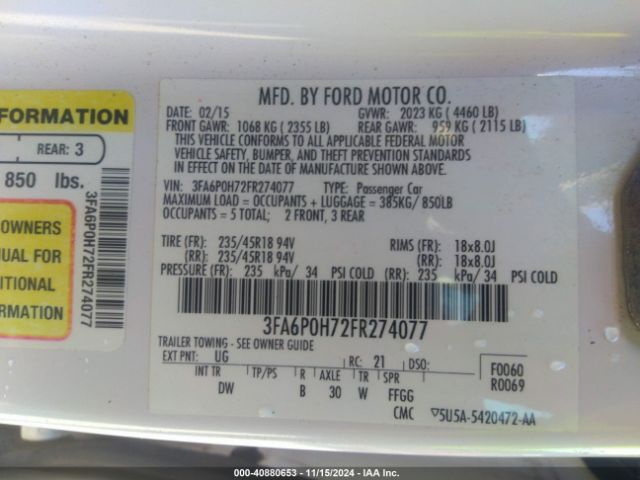 FORMATION
REAR: 3
850 lbs.
OWNERS
NUAL FOR
DITIONAL
FORMATION
3FA6P0H72FR274077
MFD. BY FORD MOTOR CO.
DATE: 02/15 GVWR: 2023 KG ( 4460 LB)
FRONT GAWR: 1068 KG ( 2355 LB) REAR GAWR: 959 KG ( 2115 LB)
THIS VEHICLE CONFORMS TO ALL APPLICABLE FEDERAL MOTOR
VEHICLE SAFETY, BUMPER, AND THEFT PREVENTION STANDARDS
IN EFFECT ON THE DATE OF MANUFACTURE SHOWN ABOVE.
VIN: 3FA6P0H72FR274077 TYPE: Passenger Car
MAXIMUM LOAD = OCCUPANTS + LUGGAGE = 385KG/ 850LB
OCCUPANTS = 5 TOTAL; 2 FRONT, 3 REAR
TIRE (FR): 235/45R18 94V RIMS (FR): 18x8.0J
(RR): 235/45R18 94V (RR): 18x8.0J
PRESSURE (FR): 235 kPa/ 34 PSI COLD (RR): 235 kPa/ 34 PSI COLD
3FA6P0H72FR274077
TRAILER TOWING - SEE OWNER GUIDE
EXT PNT: UG RC: 21 DSO:
INT TR TP/PS R AXLE TR SPR
DW B 30 W FFGG
F0060
R0069
CMC ▽5U5A-5420472-AA
000-40880653 - 11/15/2024 - IAA Inc.